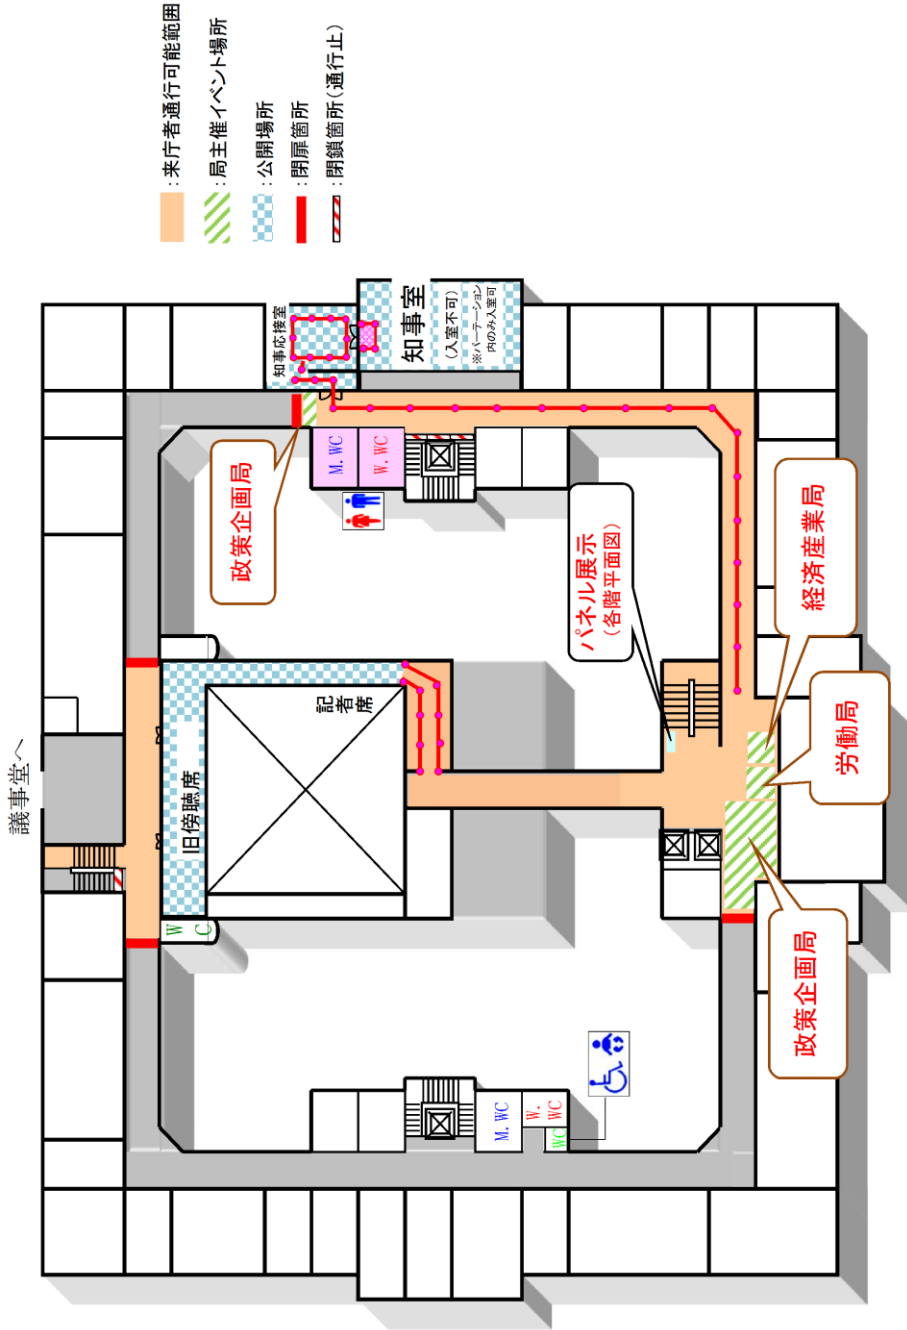 ：来庁者通行可能範囲
：局主催イベント場所
：公開場所
：閉扉箇所
：閉鎖箇所（通行止）
議事堂へ
知事応接室
知事室
（入室不可）
※パーテーション
内のみ入室可
政策企画局
M.WC
W.WC
旧傍聴席
記者席
W
C
パネル展示
（各階平面図）
経済産業局
労働局
政策企画局
M.WC
W.
WC
WC